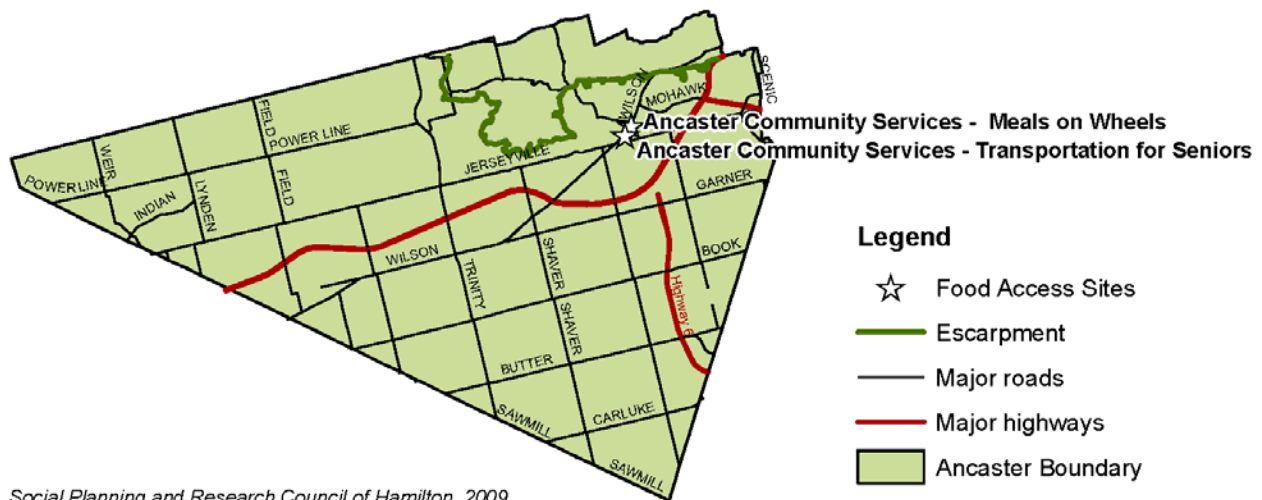 SCENIC
WILSON
MOHAWK
FIELD
POWER LINE
Ancaster Community Services - Meals on Wheels
Ancaster Community Services - Transportation for Seniors
WEIR
JERSEYVILLE
POWER LINE
INDIAN
LYNDEN
FIELD
GARNER
WILSON
SHAVER
BOOK
TRINITY
Highway 6
SHAVER
BUTTER
SAWMILL
CARLUKE
SAWMILL
Legend
Food Access Sites
Escarpment
Major roads
Major highways
Ancaster Boundary
Social Planning and Research Council of Hamilton, 2009